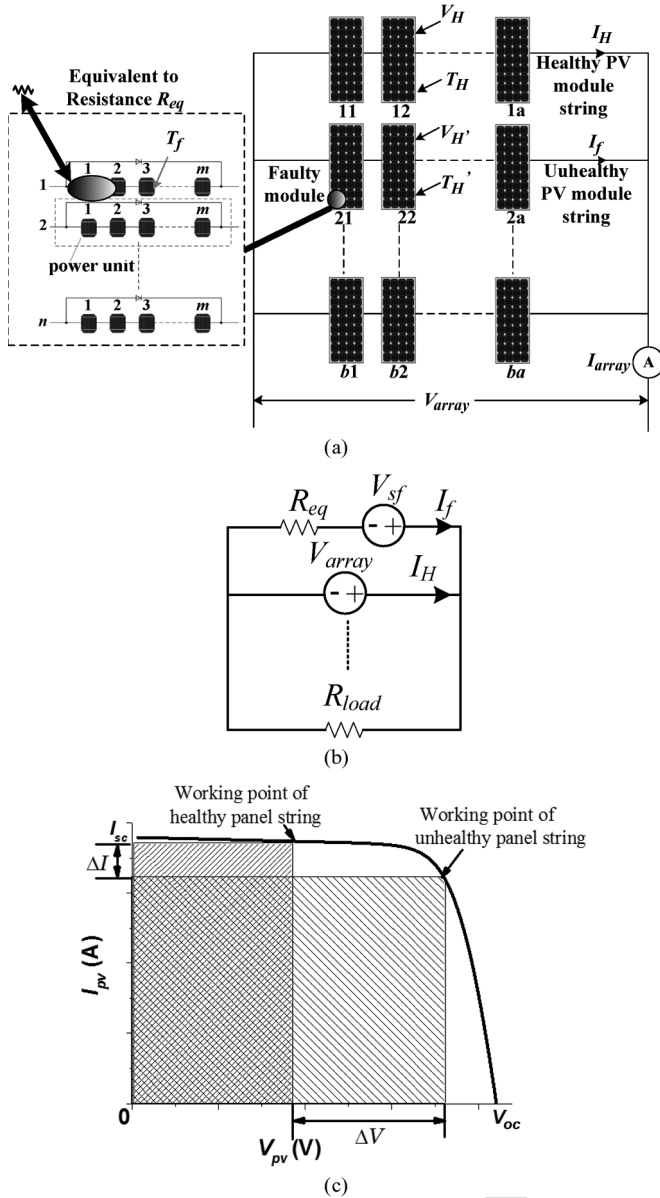 V_H
I_H
Equivalent to
Resistance R_eq
Healthy PV
module
string
T_H
11 12 1a
T_f
V_H'
I_f
1 2 3 m
1
Faulty
module
Uuhealthy
PV module
string
T_H'
2
1 2 3 m
21 22 2a
power unit
1 2 3 m
n
I_array A
b1 b2 ba
V_array
(a)
R_eq V_sf I_f
V_array I_H
R_load
(b)
Working point of
healthy panel string
Working point of
unhealthy panel string
I_sc
ΔI
I_pv (A)
0
V_pv (V)
ΔV
V_oc
(c)